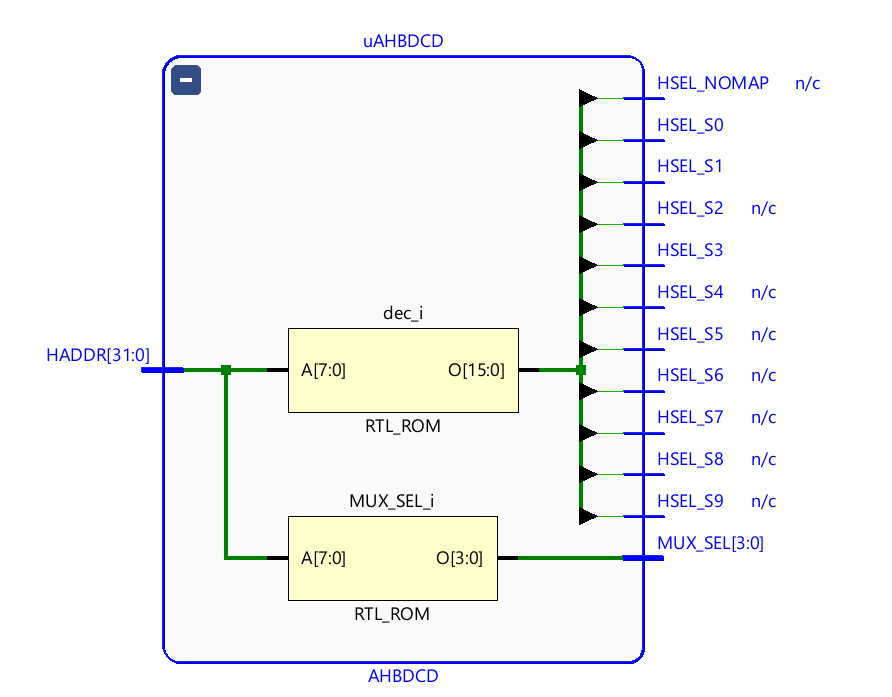 uAHBDCD
HSEL_NOMAP n/c
HSEL_S0
HSEL_S1
HSEL_S2 n/c
HSEL_S3
HSEL_S4 n/c
dec_i
HSEL_S5 n/c
HADDR[31:0]
A[7:0] O[15:0]
HSEL_S6 n/c
HSEL_S7 n/c
RTL_ROM
HSEL_S8 n/c
MUX_SEL_i
HSEL_S9 n/c
MUX_SEL[3:0]
A[7:0] O[3:0]
RTL_ROM
AHBDCD